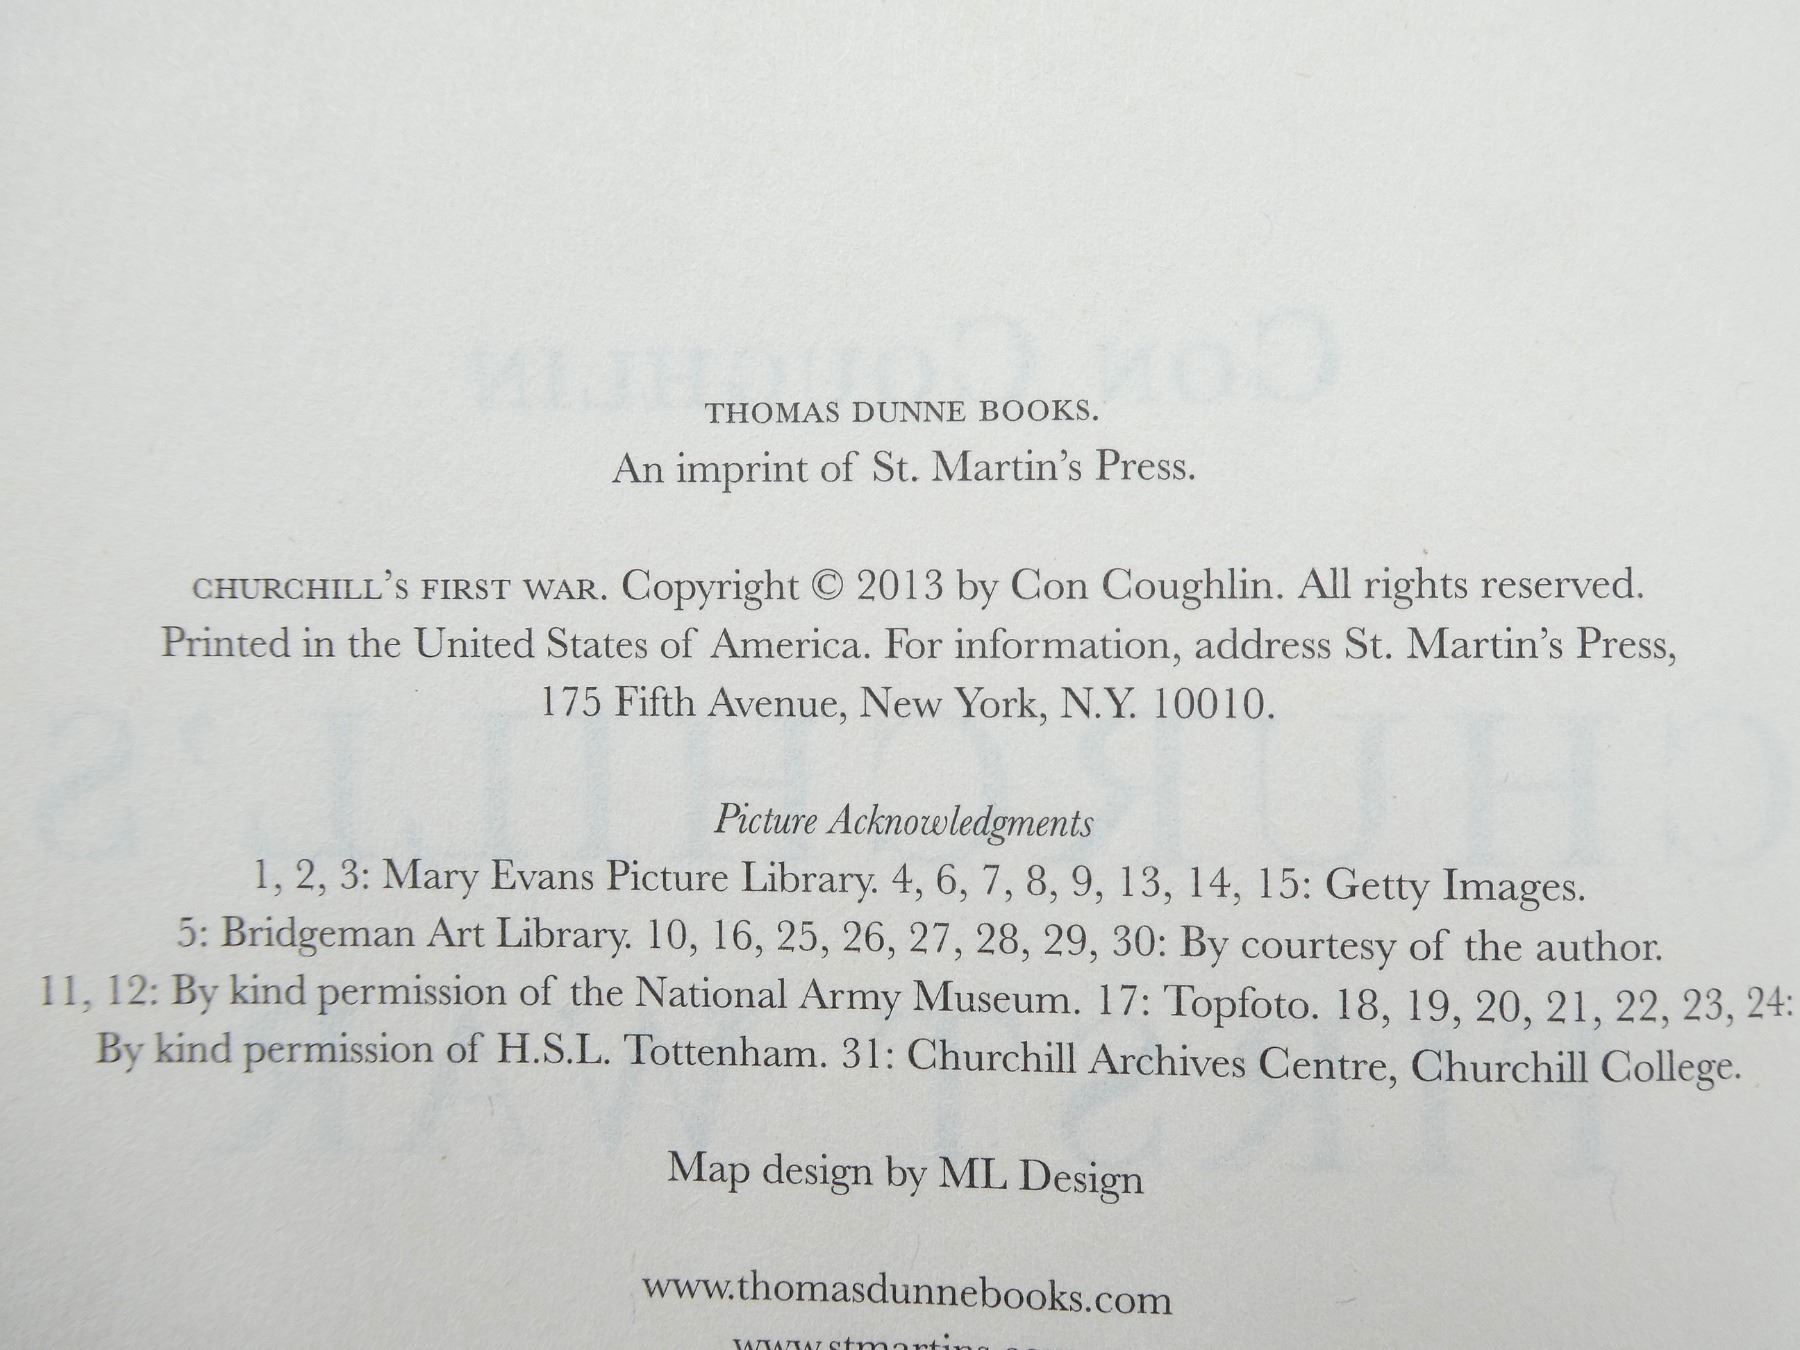 THOMAS DUNNE BOOKS.
An imprint of St. Martin's Press.
CHURCHILL'S FIRST WAR. Copyright © 2013 by Con Coughlin. All rights reserved.
Printed in the United States of America. For information, address St. Martin's Press,
175 Fifth Avenue, New York, N.Y. 10010.
Picture Acknowledgments
1, 2, 3: Mary Evans Picture Library. 4, 6, 7, 8, 9, 13, 14, 15: Getty Images.
5: Bridgeman Art Library. 10, 16, 25, 26, 27, 28, 29, 30: By courtesy of the author.
11, 12: By kind permission of the National Army Museum. 17: Topfoto. 18, 19, 20, 21, 22, 23, 24:
By kind permission of H.S.L. Tottenham. 31: Churchill Archives Centre, Churchill College.
Map design by ML Design
www.thomasdunnebooks.com